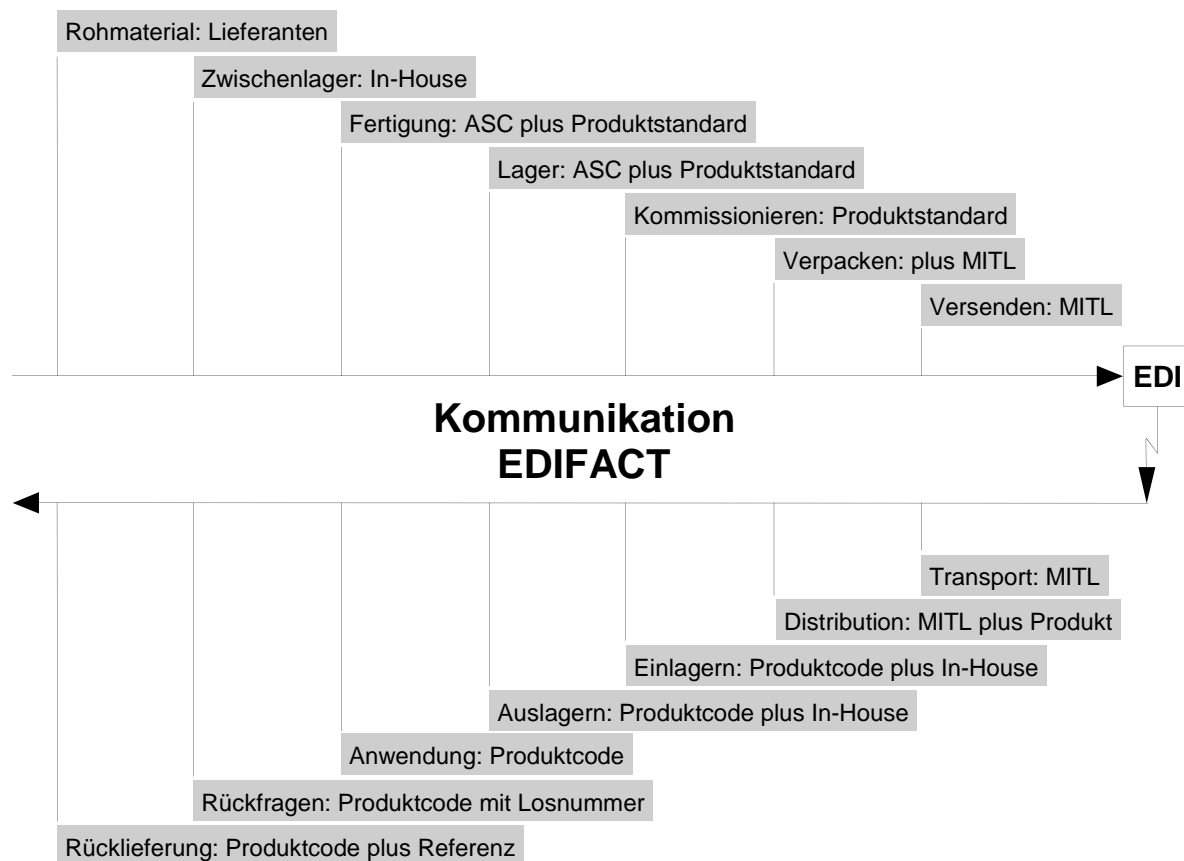 Rohmaterial: Lieferanten
Zwischenlager: In-House
Fertigung: ASC plus Produktstandard
Lager: ASC plus Produktstandard
Kommissionieren: Produktstandard
Verpacken: plus MITL
Versenden: MITL
EDI
Kommunikation
EDIFACT
Transport: MITL
Distribution: MITL plus Produkt
Einlagern: Produktcode plus In-House
Auslagern: Produktcode plus In-House
Anwendung: Produktcode
Rückfragen: Produktcode mit Losnummer
Rücklieferung: Produktcode plus Referenz